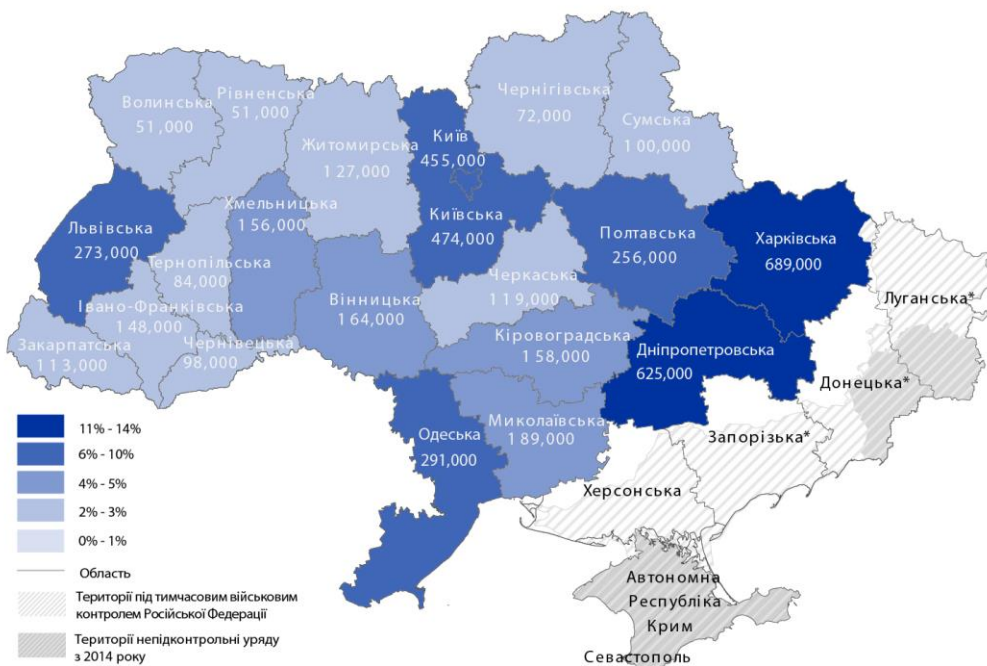 Волинська
51,000
Рівненська
51,000
Житомирська
127,000
Київ
455,000
Чернігівська
72,000
Сумська
100,000
Львівська
273,000
Хмельницька
156,000
Київська
474,000
Полтавська
256,000
Харківська
689,000
Тернопільська
84,000
Черкаська
119,000
Луганська*
Івано-Франківська
148,000
Вінницька
164,000
Кіровоградська
158,000
Дніпропетровська
625,000
Закарпатська
113,000
Чернівецька
98,000
Донецька*
Одеська
291,000
Миколаївська
189,000
Запорізька*
Херсонська
Автономна
Республіка
Крим
Севастополь
11% - 14%
6% - 10%
4% - 5%
2% - 3%
0% - 1%
Область
Території під тимчасовим військовим
контролем Російської Федерації
Території непідконтрольні уряду
з 2014 року